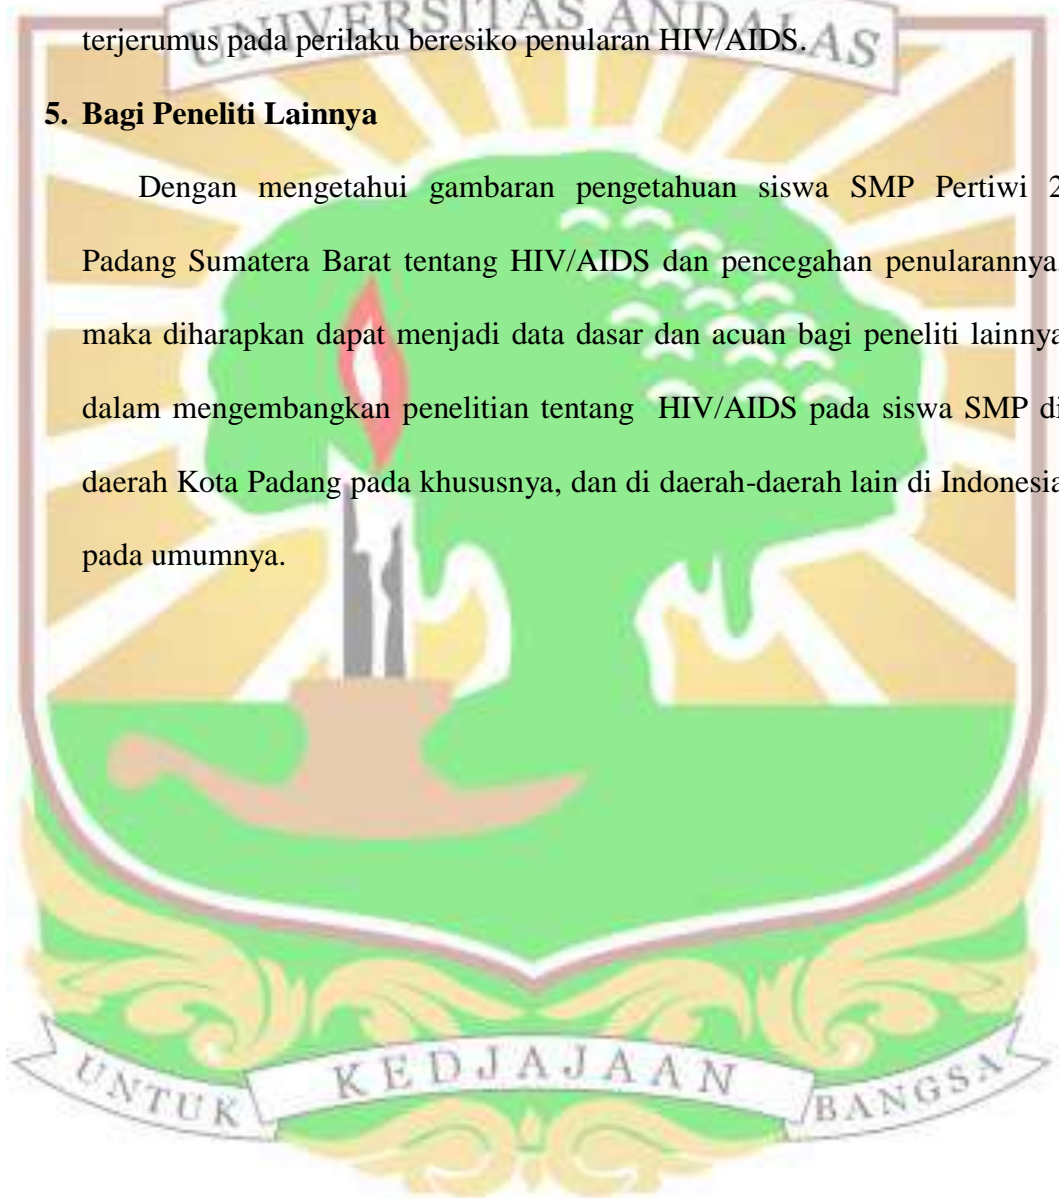 UNIVERSITAS ANDALAS
terjerumus pada perilaku beresiko penularan HIV/AIDS.
5. Bagi Peneliti Lainnya
Dengan mengetahui gambaran pengetahuan siswa SMP Pertiwi 2
Padang Sumatera Barat tentang HIV/AIDS dan pencegahan penularannya,
maka diharapkan dapat menjadi data dasar dan acuan bagi peneliti lainnya
dalam mengembangkan penelitian tentang HIV/AIDS pada siswa SMP di
daerah Kota Padang pada khususnya, dan di daerah-daerah lain di Indonesia
pada umumnya.
UNTUK KEDJAJAAN BANGSA